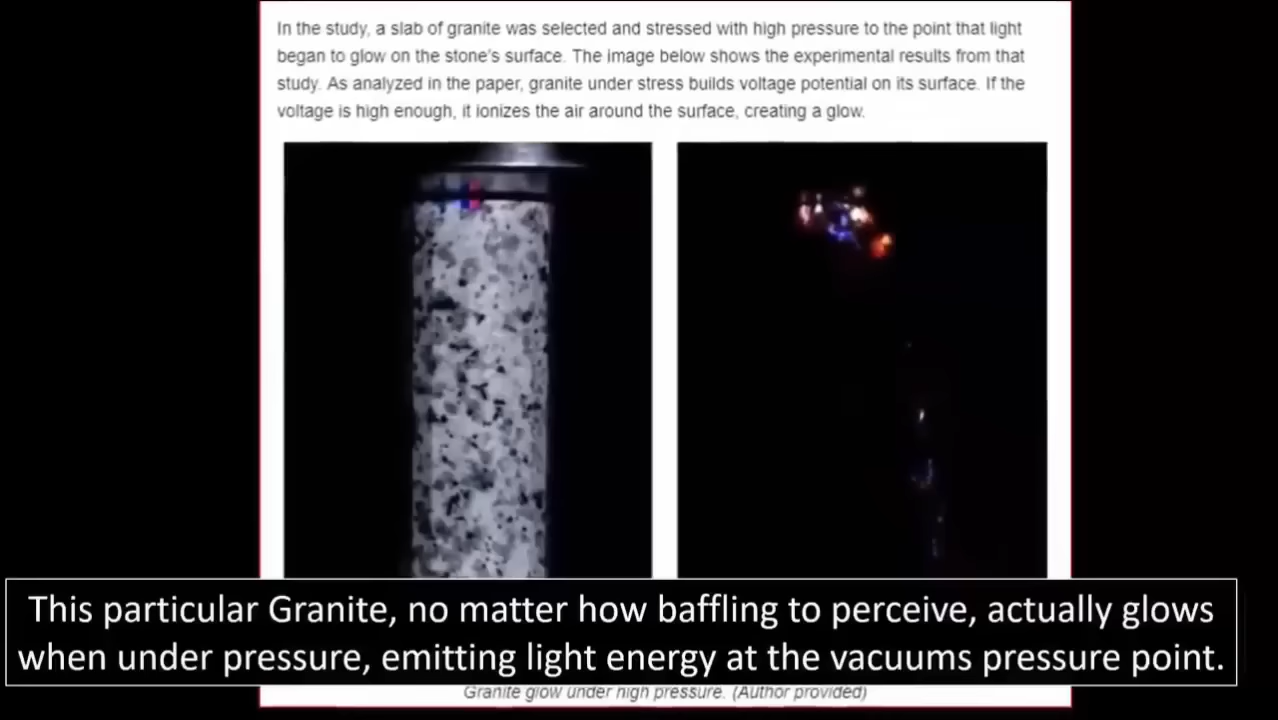 In the study, a slab of granite was selected and stressed with high pressure to the point that light
began to glow on the stone's surface. The image below shows the experimental results from that
study. As analyzed in the paper, granite under stress builds voltage potential on its surface. If the
voltage is high enough, it ionizes the air around the surface, creating a glow.
This particular Granite, no matter how baffling to perceive, actually glows
when under pressure, emitting light energy at the vacuums pressure point.
Granite glow under high pressure. (Author provided)